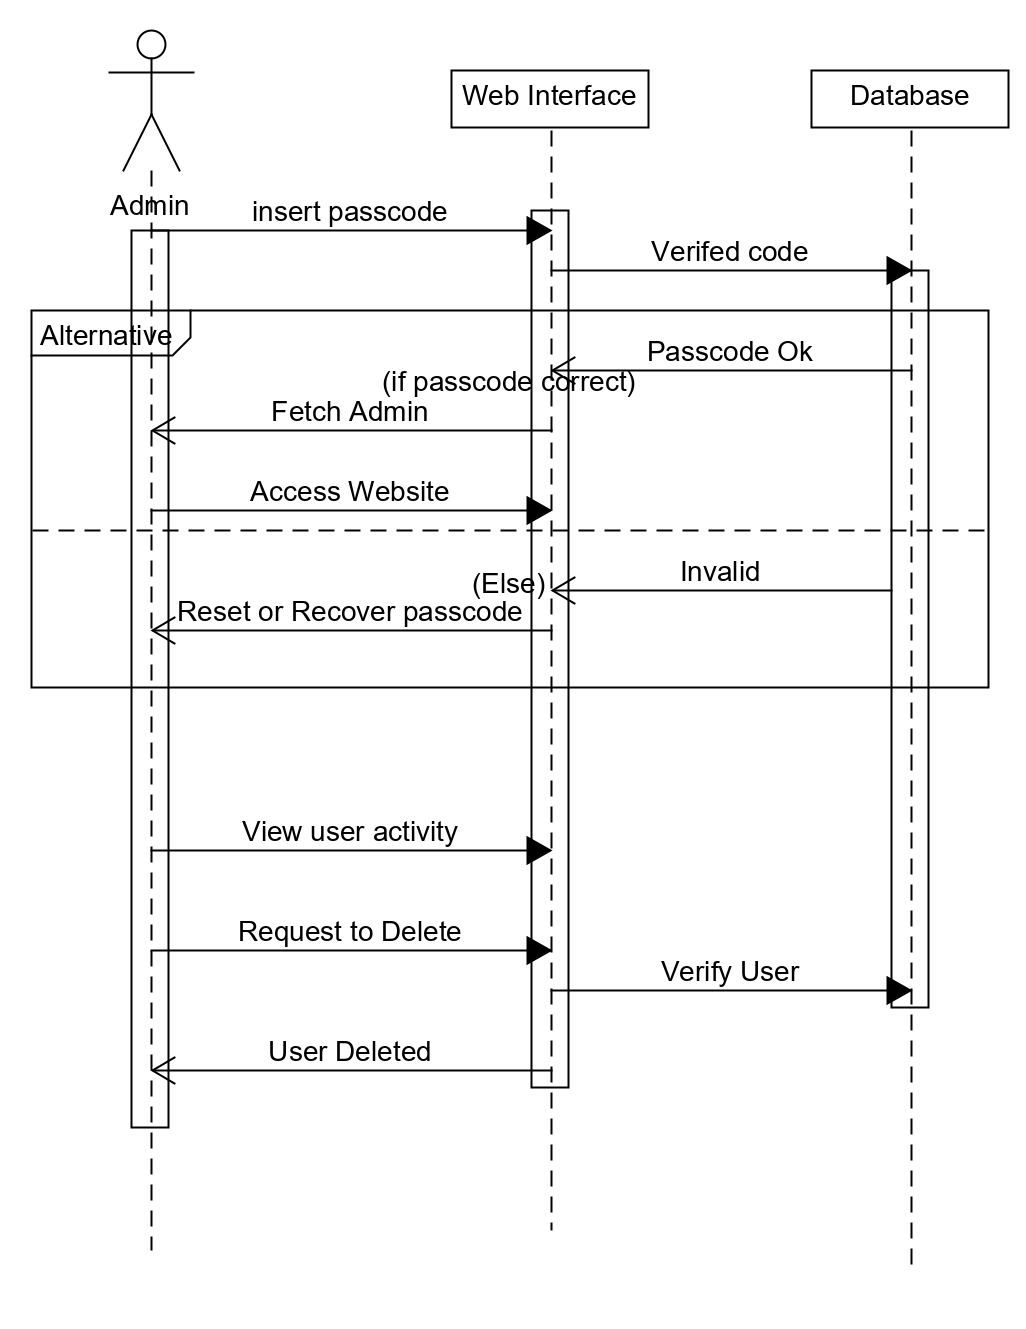 Web Interface
Database
Admin
insert passcode
Verifed code
Alternative
Passcode Ok
(if passcode correct)
Fetch Admin
Access Website
Invalid
(Else)
Reset or Recover passcode
View user activity
Request to Delete
Verify User
User Deleted